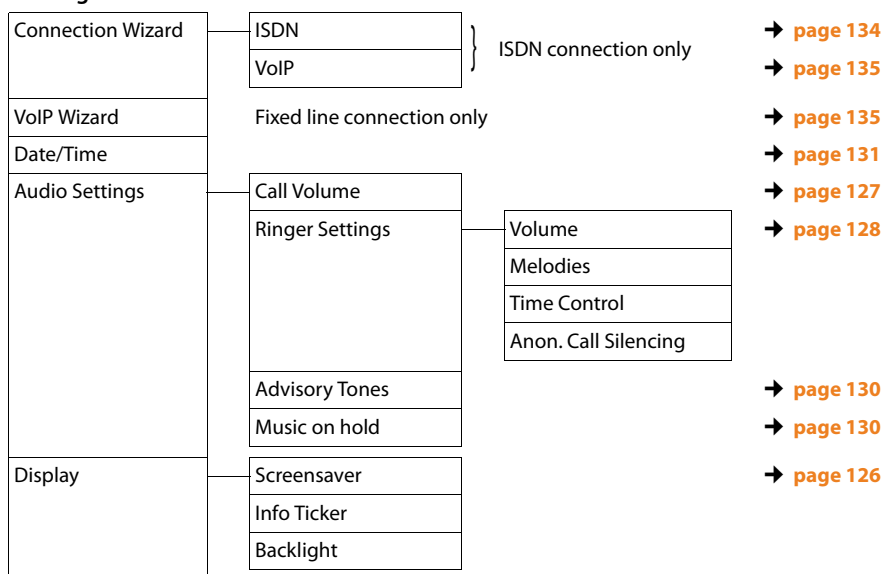 Connection Wizard ISDN ➔ page 134
ISDN connection only
VoIP ➔ page 135
VoIP Wizard Fixed line connection only ➔ page 135
Date/Time ➔ page 131
Audio Settings Call Volume ➔ page 127
Ringer Settings Volume ➔ page 128
Melodies
Time Control
Anon. Call Silencing
Advisory Tones ➔ page 130
Music on hold ➔ page 130
Display Screensaver ➔ page 126
Info Ticker
Backlight